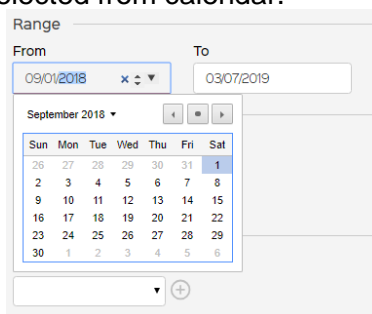 elected from calendar.
Range
From To
09/01/2018 03/07/2019
September 2018
Sun Mon Tue Wed Thu Fri Sat
26 27 28 29 30 31 1
2 3 4 5 6 7 8
9 10 11 12 13 14 15
16 17 18 19 20 21 22
23 24 25 26 27 28 29
30 1 2 3 4 5 6